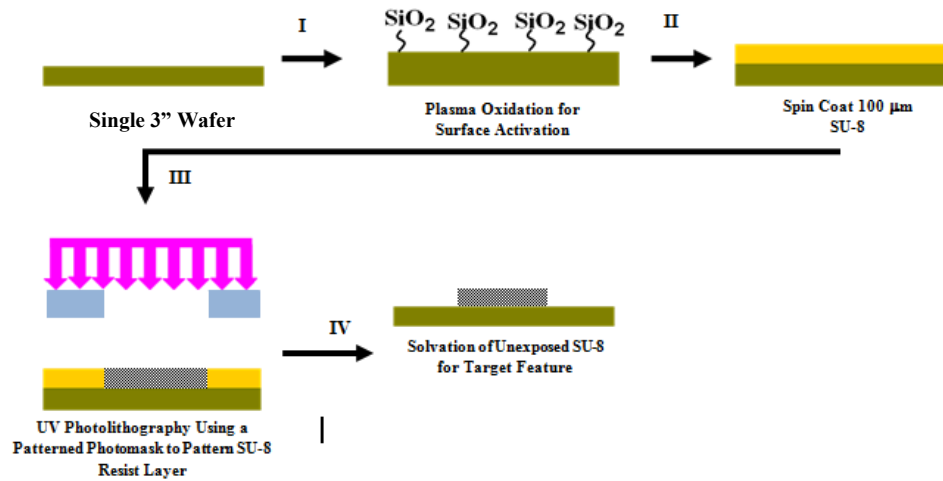 I
SiO2 SiO2 SiO2 SiO2
II
Single 3” Wafer
Plasma Oxidation for
Surface Activation
Spin Coat 100 μm
SU-8
III
IV
Solvation of Unexposed SU-8
for Target Feature
UV Photolithography Using a
Patterned Photomask to Pattern SU-8
Resist Layer